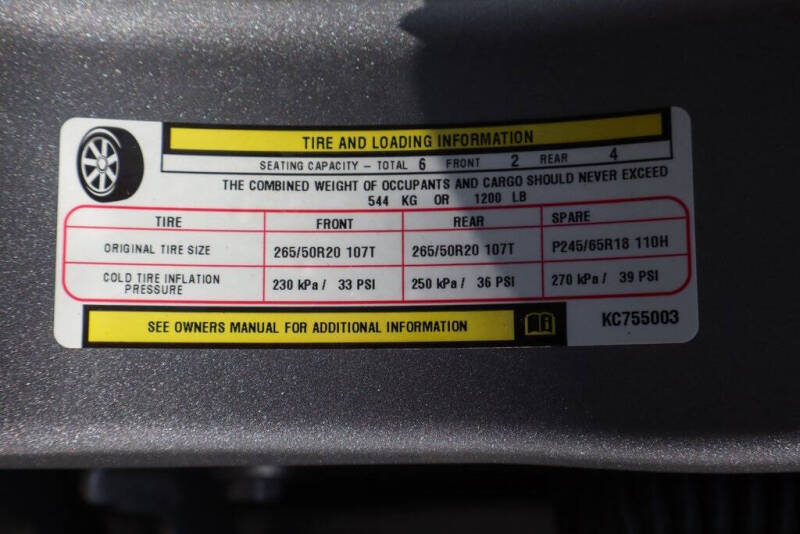 TIRE AND LOADING INFORMATION
SEATING CAPACITY – TOTAL 6 FRONT 2 REAR 4
THE COMBINED WEIGHT OF OCCUPANTS AND CARGO SHOULD NEVER EXCEED
544 KG OR 1200 LB
TIRE FRONT REAR SPARE
ORIGINAL TIRE SIZE 265/50R20 107T 265/50R20 107T P245/65R18 110H
COLD TIRE INFLATION
PRESSURE 230 kPa / 33 PSI 250 kPa / 36 PSI 270 kPa / 39 PSI
SEE OWNERS MANUAL FOR ADDITIONAL INFORMATION KC755003